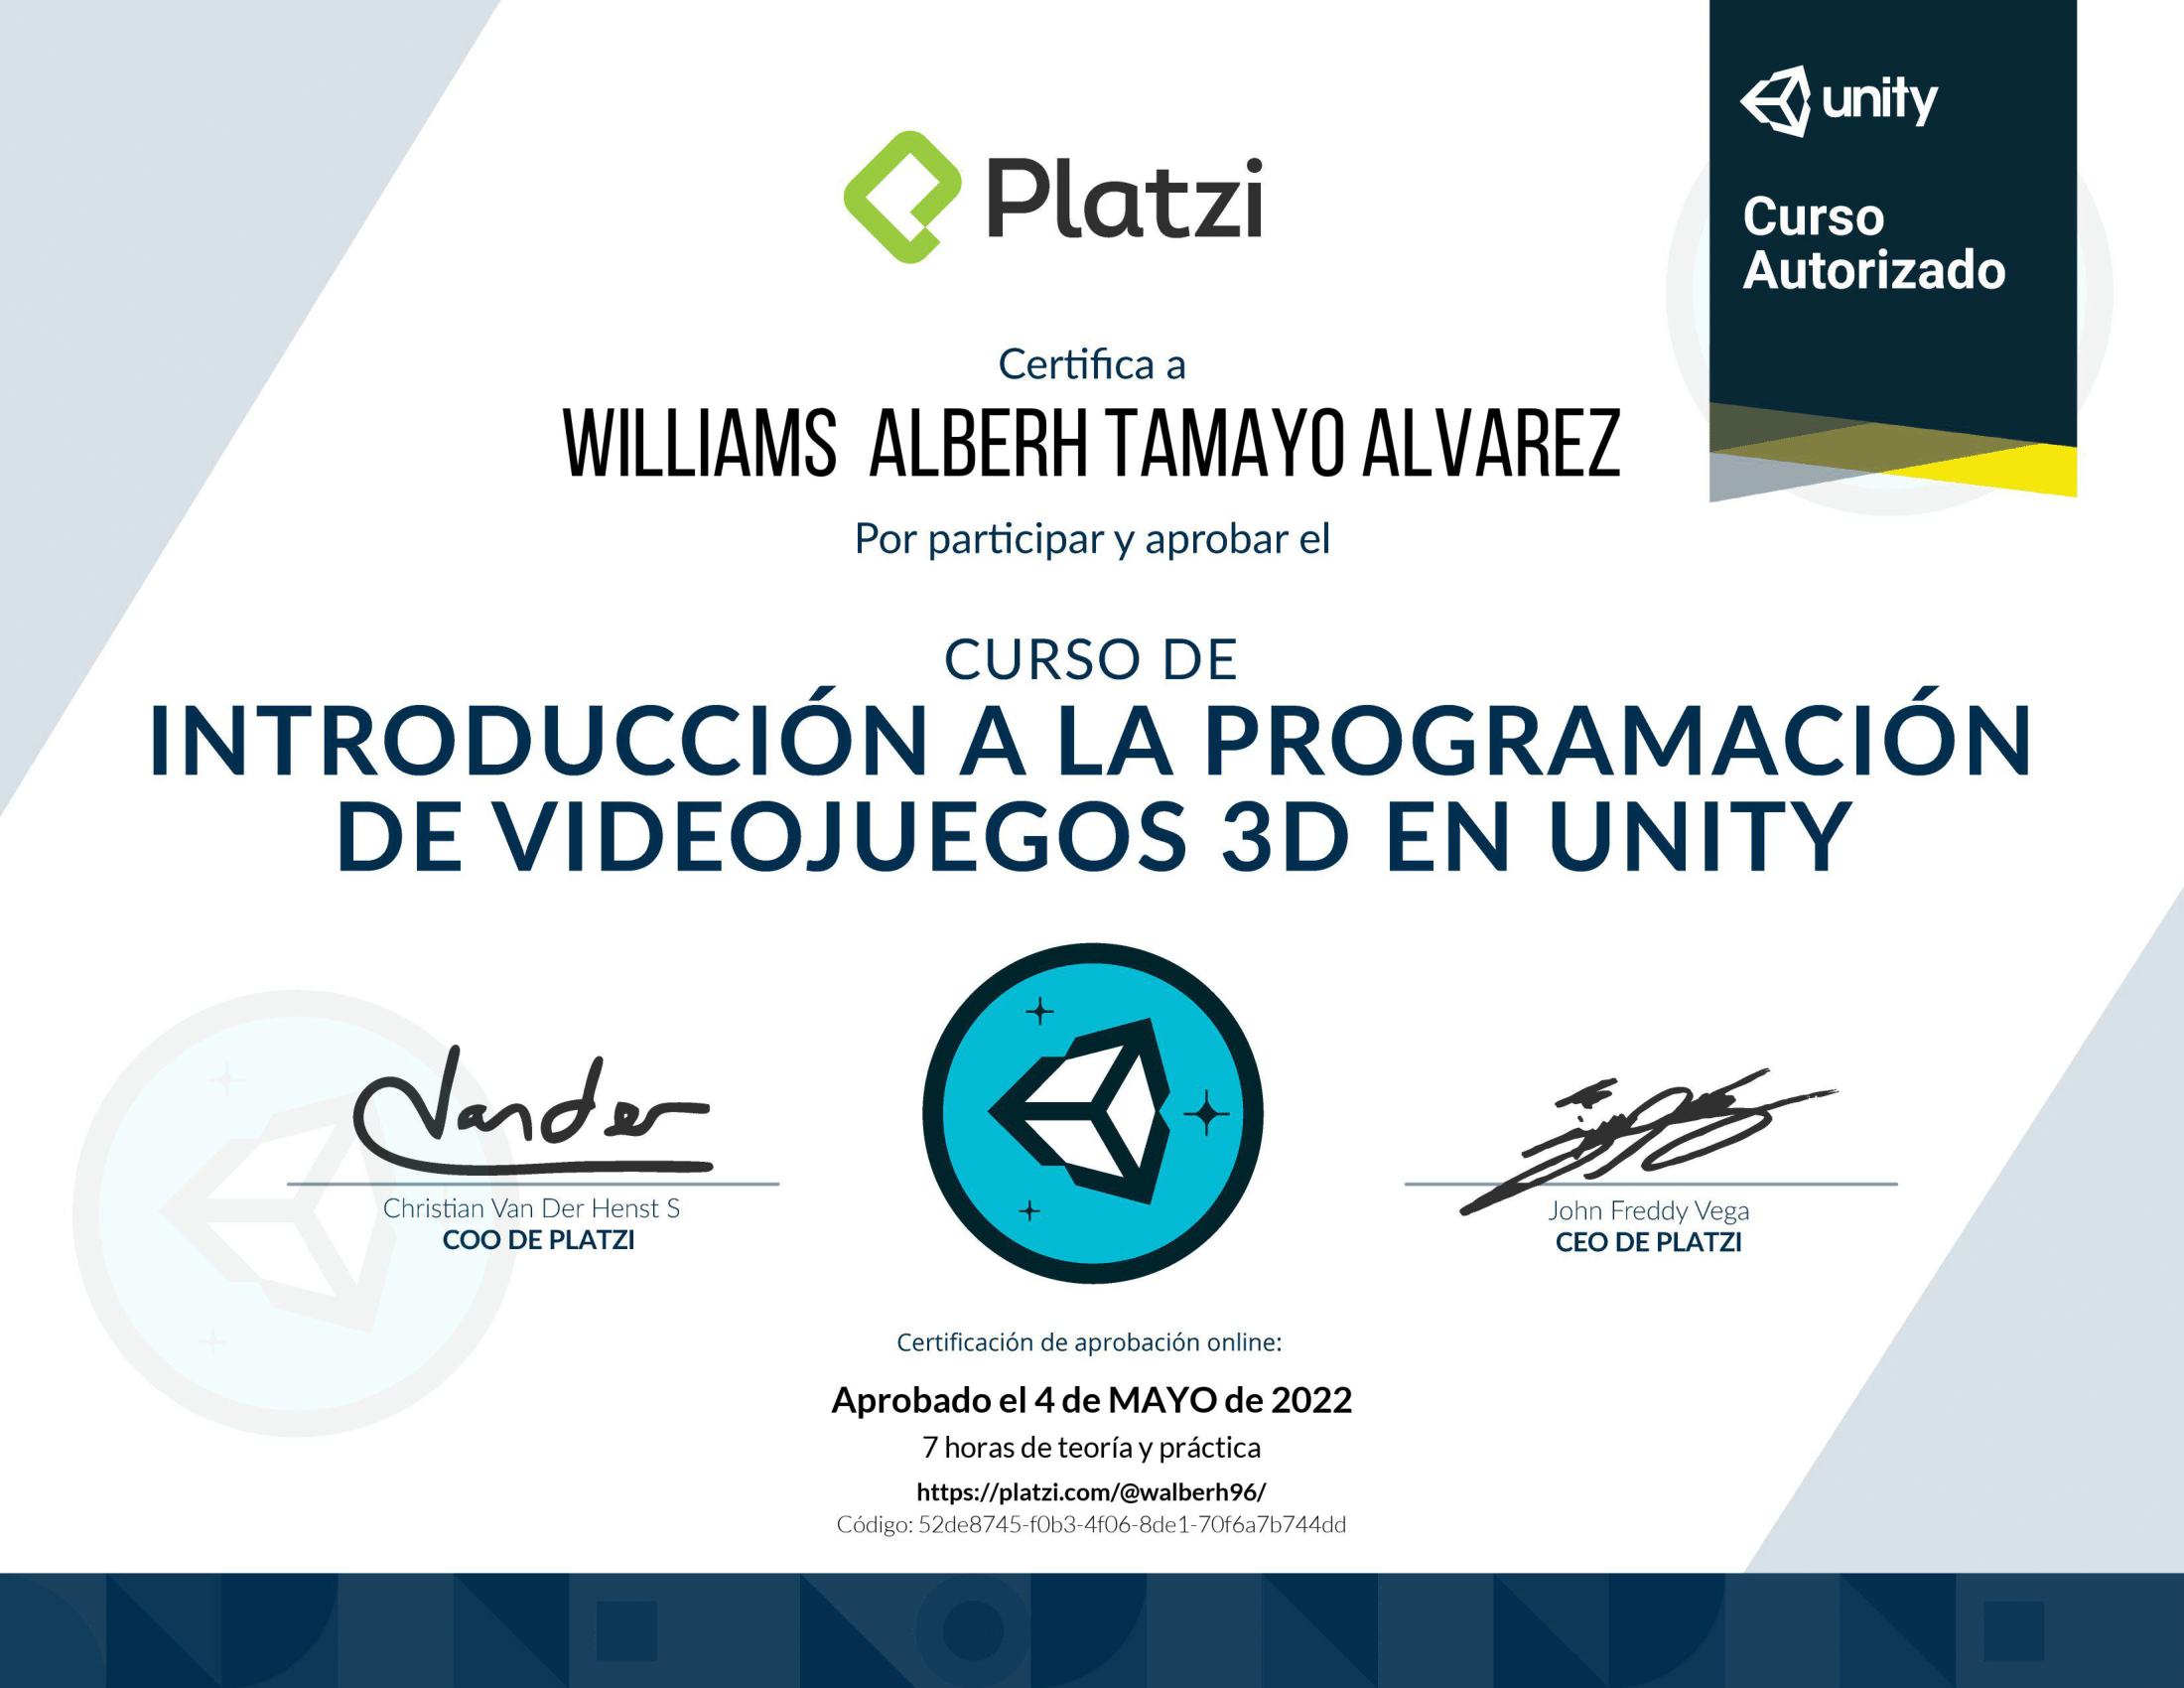 unity
Curso
Autorizado
Platzi
Certifica a
WILLIAMS ALBERH TAMAYO ALVAREZ
Por participar y aprobar el
CURSO DE
INTRODUCCIÓN A LA PROGRAMACIÓN
DE VIDEOJUEGOS 3D EN UNITY
Vander
Christian Van Der Henst S
COO DE PLATZI
John Freddy Vega
CEO DE PLATZI
Certificación de aprobación online:
Aprobado el 4 de MAYO de 2022
7 horas de teoría y práctica
https://platzi.com/@walberh96/
Código: 52de8745-f0b3-4f06-8de1-70f6a7b744dd